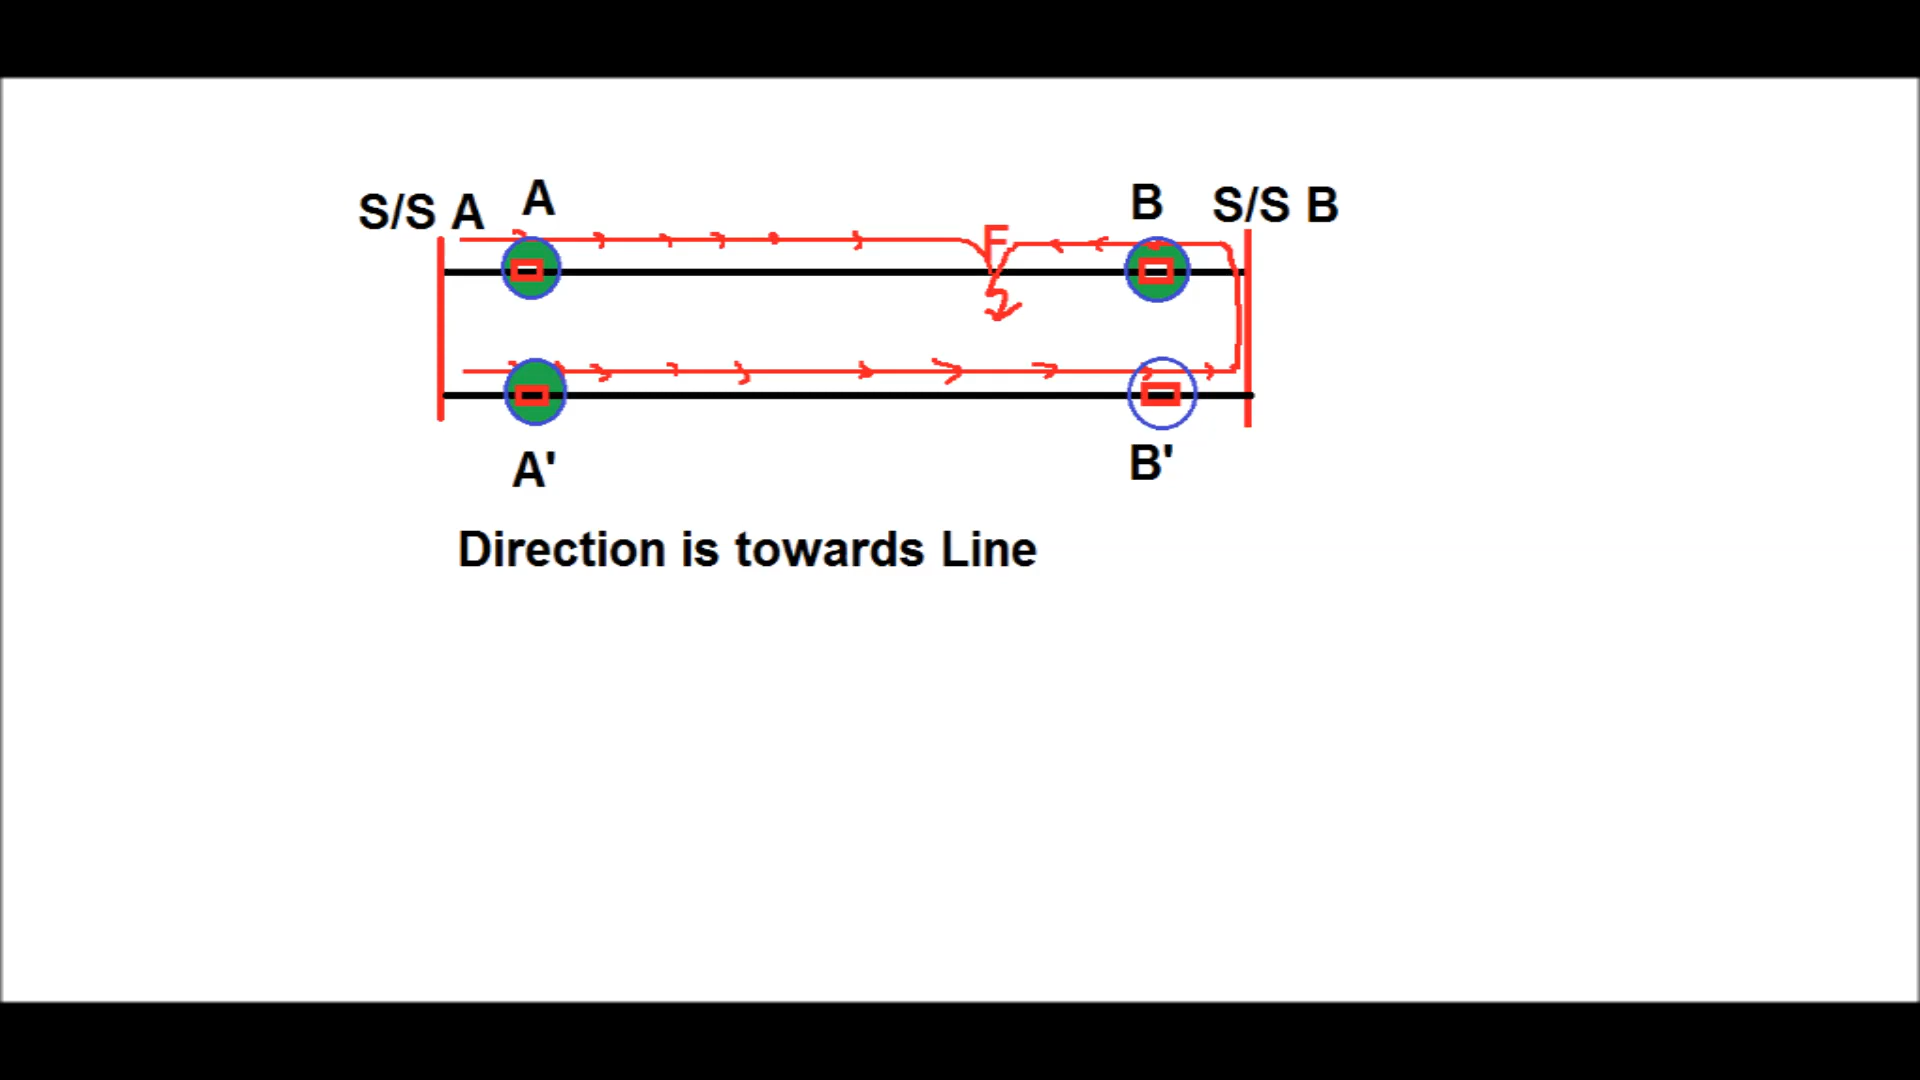 S/S A A B S/S B
F
A' B'
Direction is towards Line